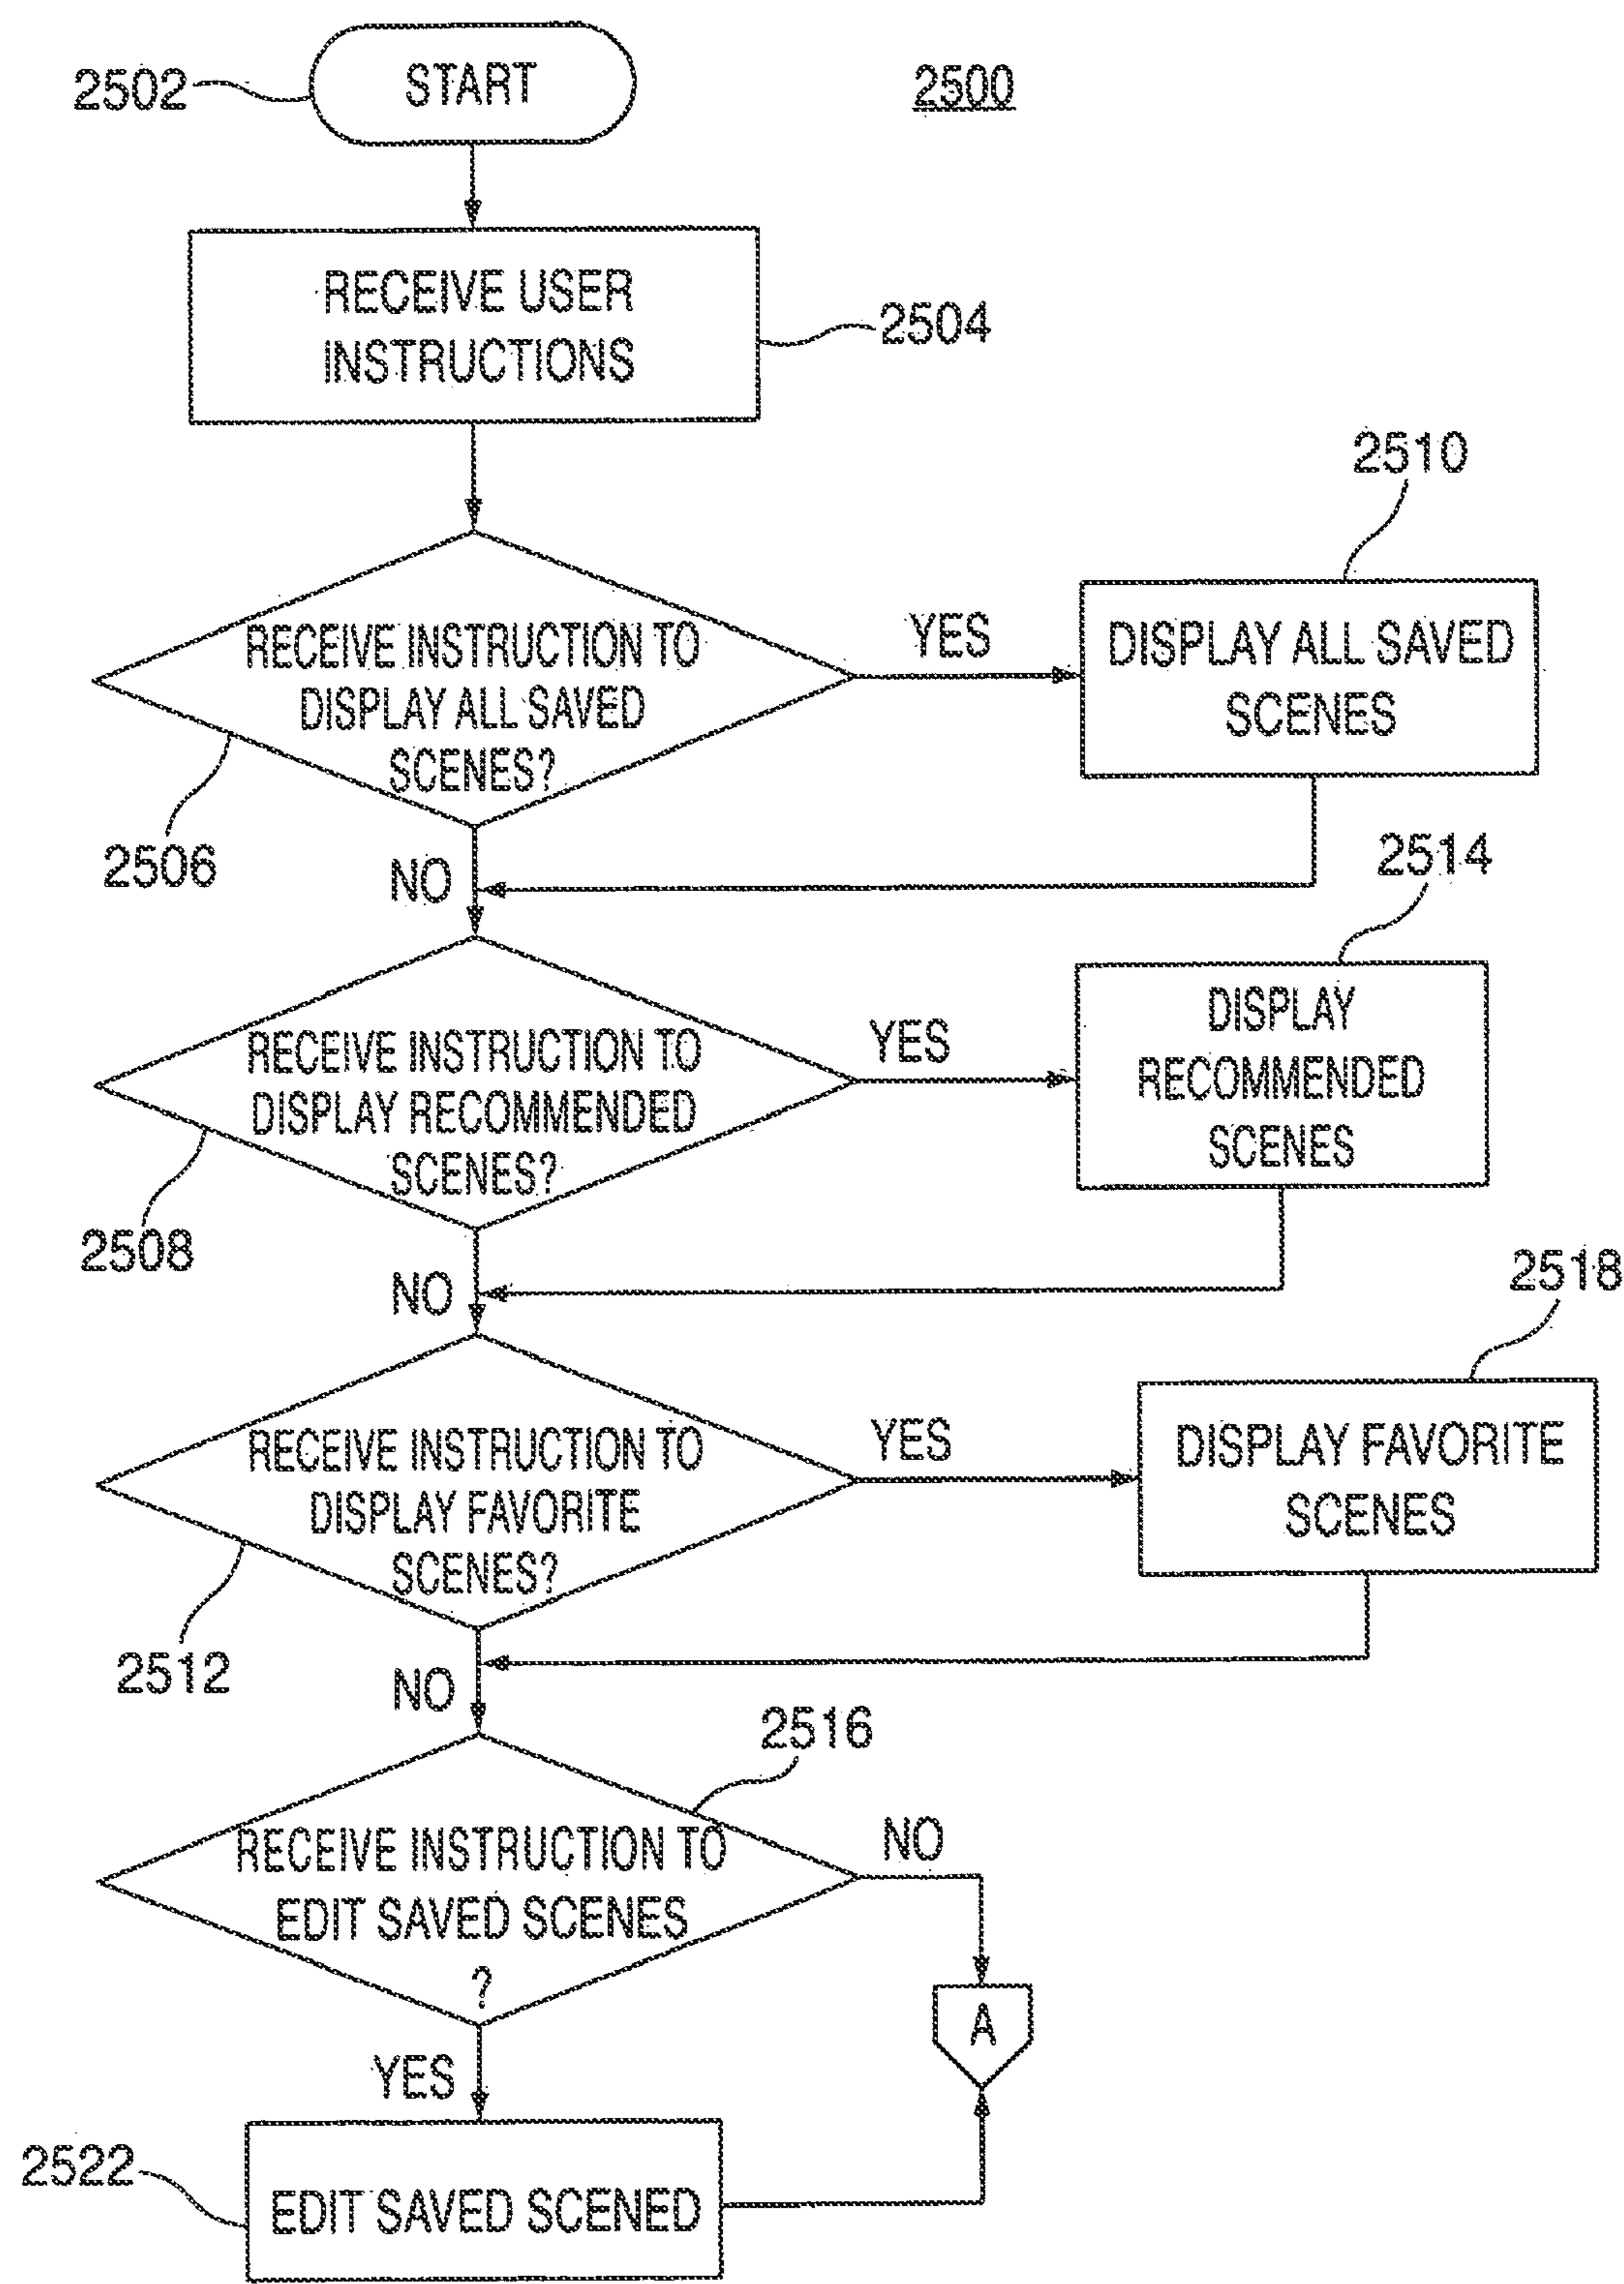 2502
START
2500
RECEIVE USER
INSTRUCTIONS
2504
2510
RECEIVE INSTRUCTION TO
DISPLAY ALL SAVED
SCENES?
YES
DISPLAY ALL SAVED
SCENES
2506
NO
2514
RECEIVE INSTRUCTION TO
DISPLAY RECOMMENDED
SCENES?
YES
DISPLAY
RECOMMENDED
SCENES
2508
NO
2518
RECEIVE INSTRUCTION TO
DISPLAY FAVORITE
SCENES?
YES
DISPLAY FAVORITE
SCENES
2512
NO
2516
RECEIVE INSTRUCTION TO
EDIT SAVED SCENES
?
NO
A
YES
2522
EDIT SAVED SCENED